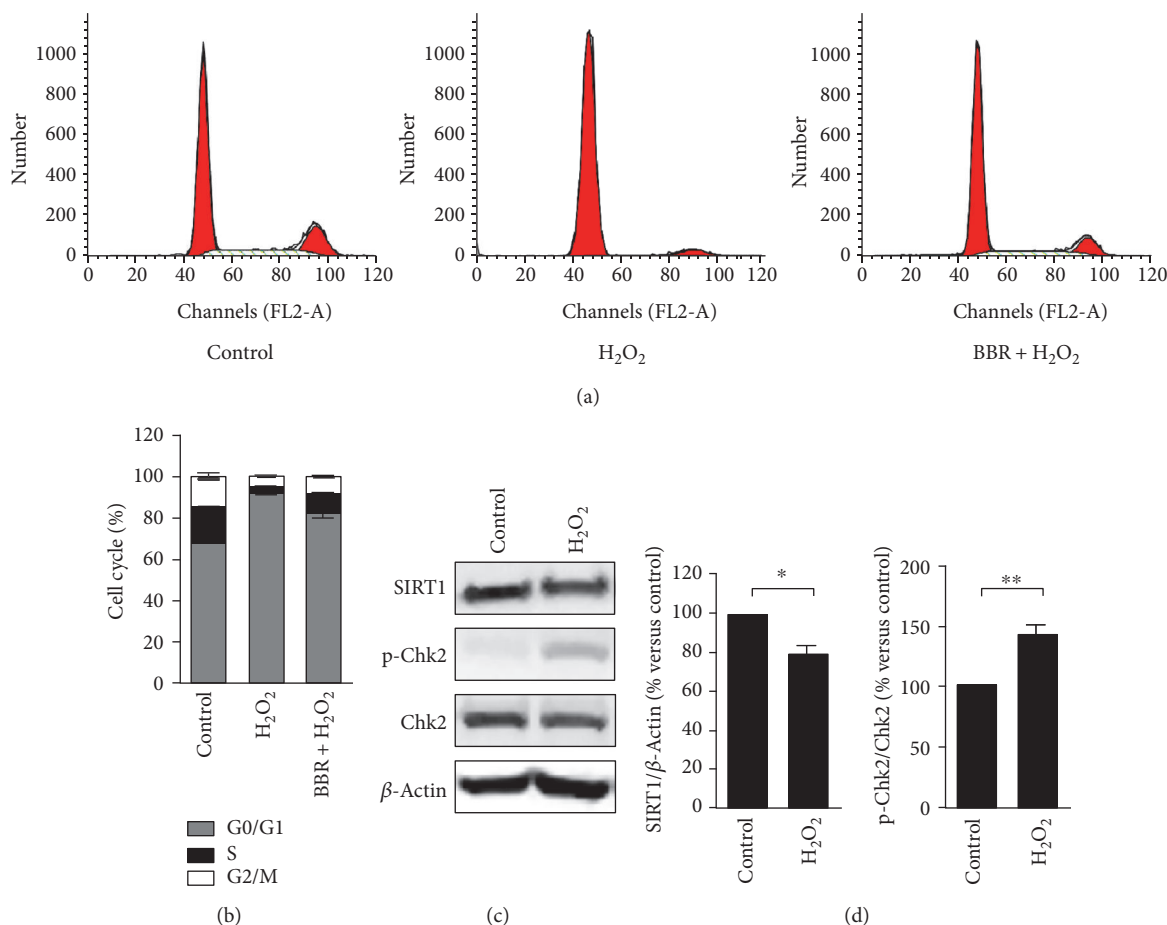 1000
800
600
400
200
0
Number
0 20 40 60 80 100 120
Channels (FL2-A)
Control
1000
800
600
400
200
0
Number
0 20 40 60 80 100 120
Channels (FL2-A)
H₂O₂
1000
800
600
400
200
0
Number
0 20 40 60 80 100 120
Channels (FL2-A)
BBR + H₂O₂
(a)
120
100
80
60
40
20
0
Cell cycle (%)
Control
H₂O₂
BBR + H₂O₂
G0/G1
S
G2/M
(b)
Control
H₂O₂
SIRT1
p-Chk2
Chk2
β-Actin
(c)
SIRT1/β-Actin (% versus control)
120
100
80
60
40
20
0
*
Control
H₂O₂
p-Chk2/Chk2 (% versus control)
200
150
100
50
0
**
Control
H₂O₂
(d)